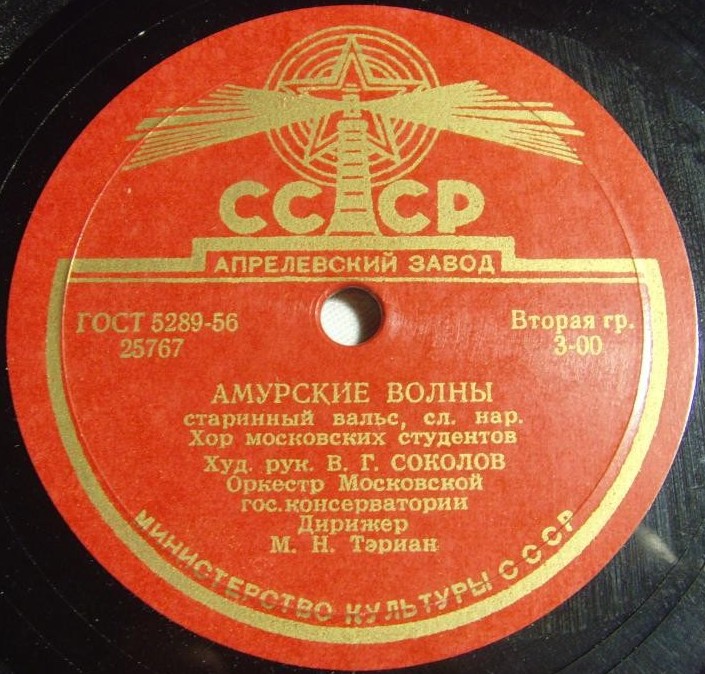 СССР
АПРЕЛЕВСКИЙ ЗАВОД
ГОСТ 5289-56
25767
Вторая гр.
3-00
АМУРСКИЕ ВОЛНЫ
старинный вальс, сл. нар.
Хор московских студентов
Худ. рук. В. Г. СОКОЛОВ
Оркестр Московской
гос.консерватории
Дирижер
М. Н. Тэриан
МИНИСТЕРСТВО КУЛЬТУРЫ СССР